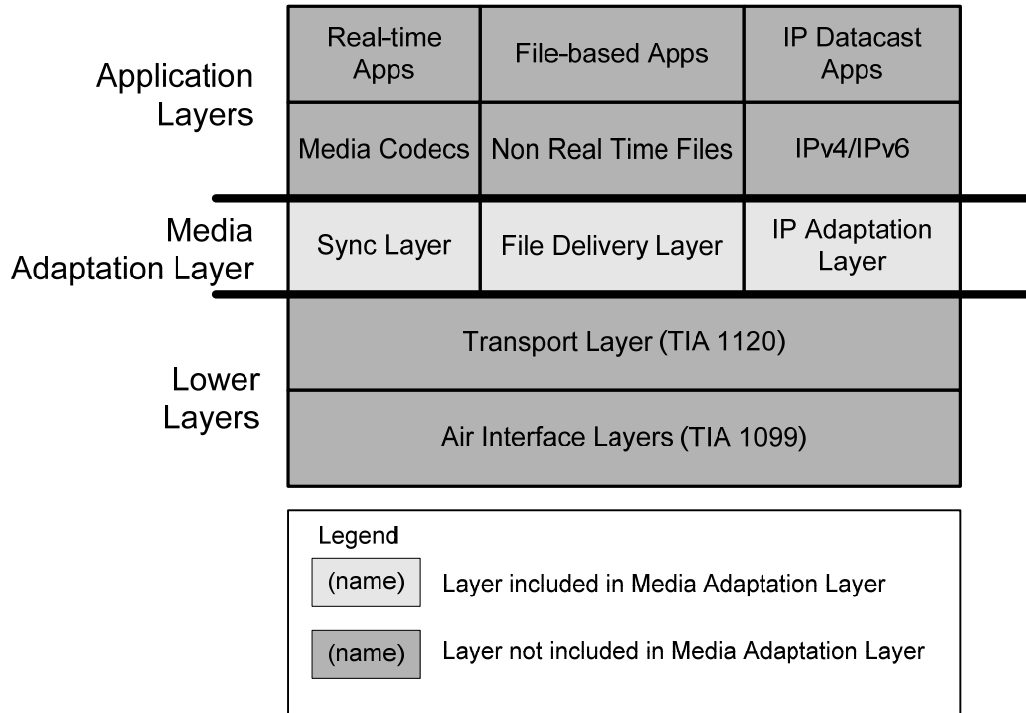 Application
Layers
Real-time
Apps
File-based Apps
IP Datacast
Apps
Media Codecs
Non Real Time Files
IPv4/IPv6
Media
Adaptation Layer
Sync Layer
File Delivery Layer
IP Adaptation
Layer
Lower
Layers
Transport Layer (TIA 1120)
Air Interface Layers (TIA 1099)
Legend
(name)
Layer included in Media Adaptation Layer
(name)
Layer not included in Media Adaptation Layer